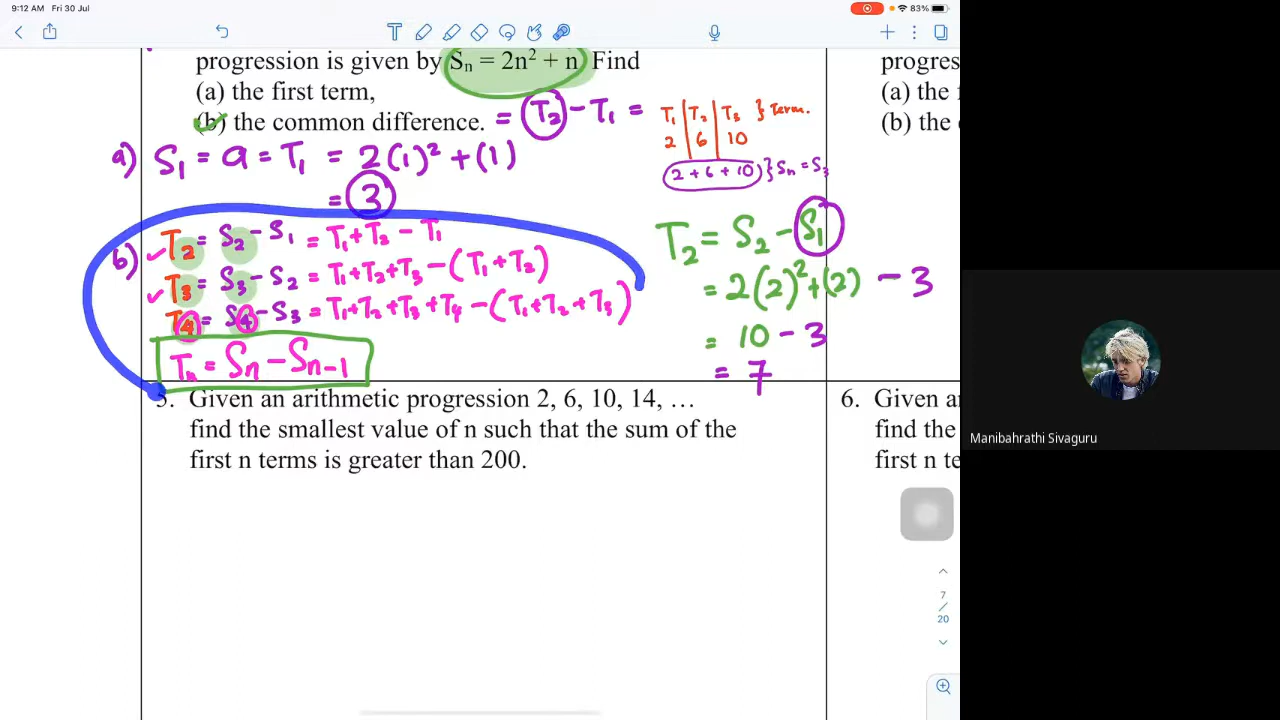 9:12 AM Fri 30 Jul
83%
progression is given by Sₙ = 2n² + n Find
(a) the first term,
(b) the common difference. = T₂ - T₁ =
T₁ | T₂ | T₃ } Term.
2 | 6 | 10
2 + 6 + 10 } Sₙ = S₃
a) S₁ = a = T₁ = 2(1)² + (1)
= 3
b) T₂ = S₂ - S₁ = T₁ + T₂ - T₁
T₃ = S₃ - S₂ = T₁ + T₂ + T₃ - (T₁ + T₂)
T₄ = S₄ - S₃ = T₁ + T₂ + T₃ + T₄ - (T₁ + T₂ + T₃)
Tₙ = Sₙ - Sₙ₋₁
T₂ = S₂ - S₁
= 2(2)² + (2) - 3
= 10 - 3
= 7
5. Given an arithmetic progression 2, 6, 10, 14, …
find the smallest value of n such that the sum of the
first n terms is greater than 200.
progres
(a) the
(b) the
6. Given a
find the
first n te
7
/
20
Manibahrathi Sivaguru